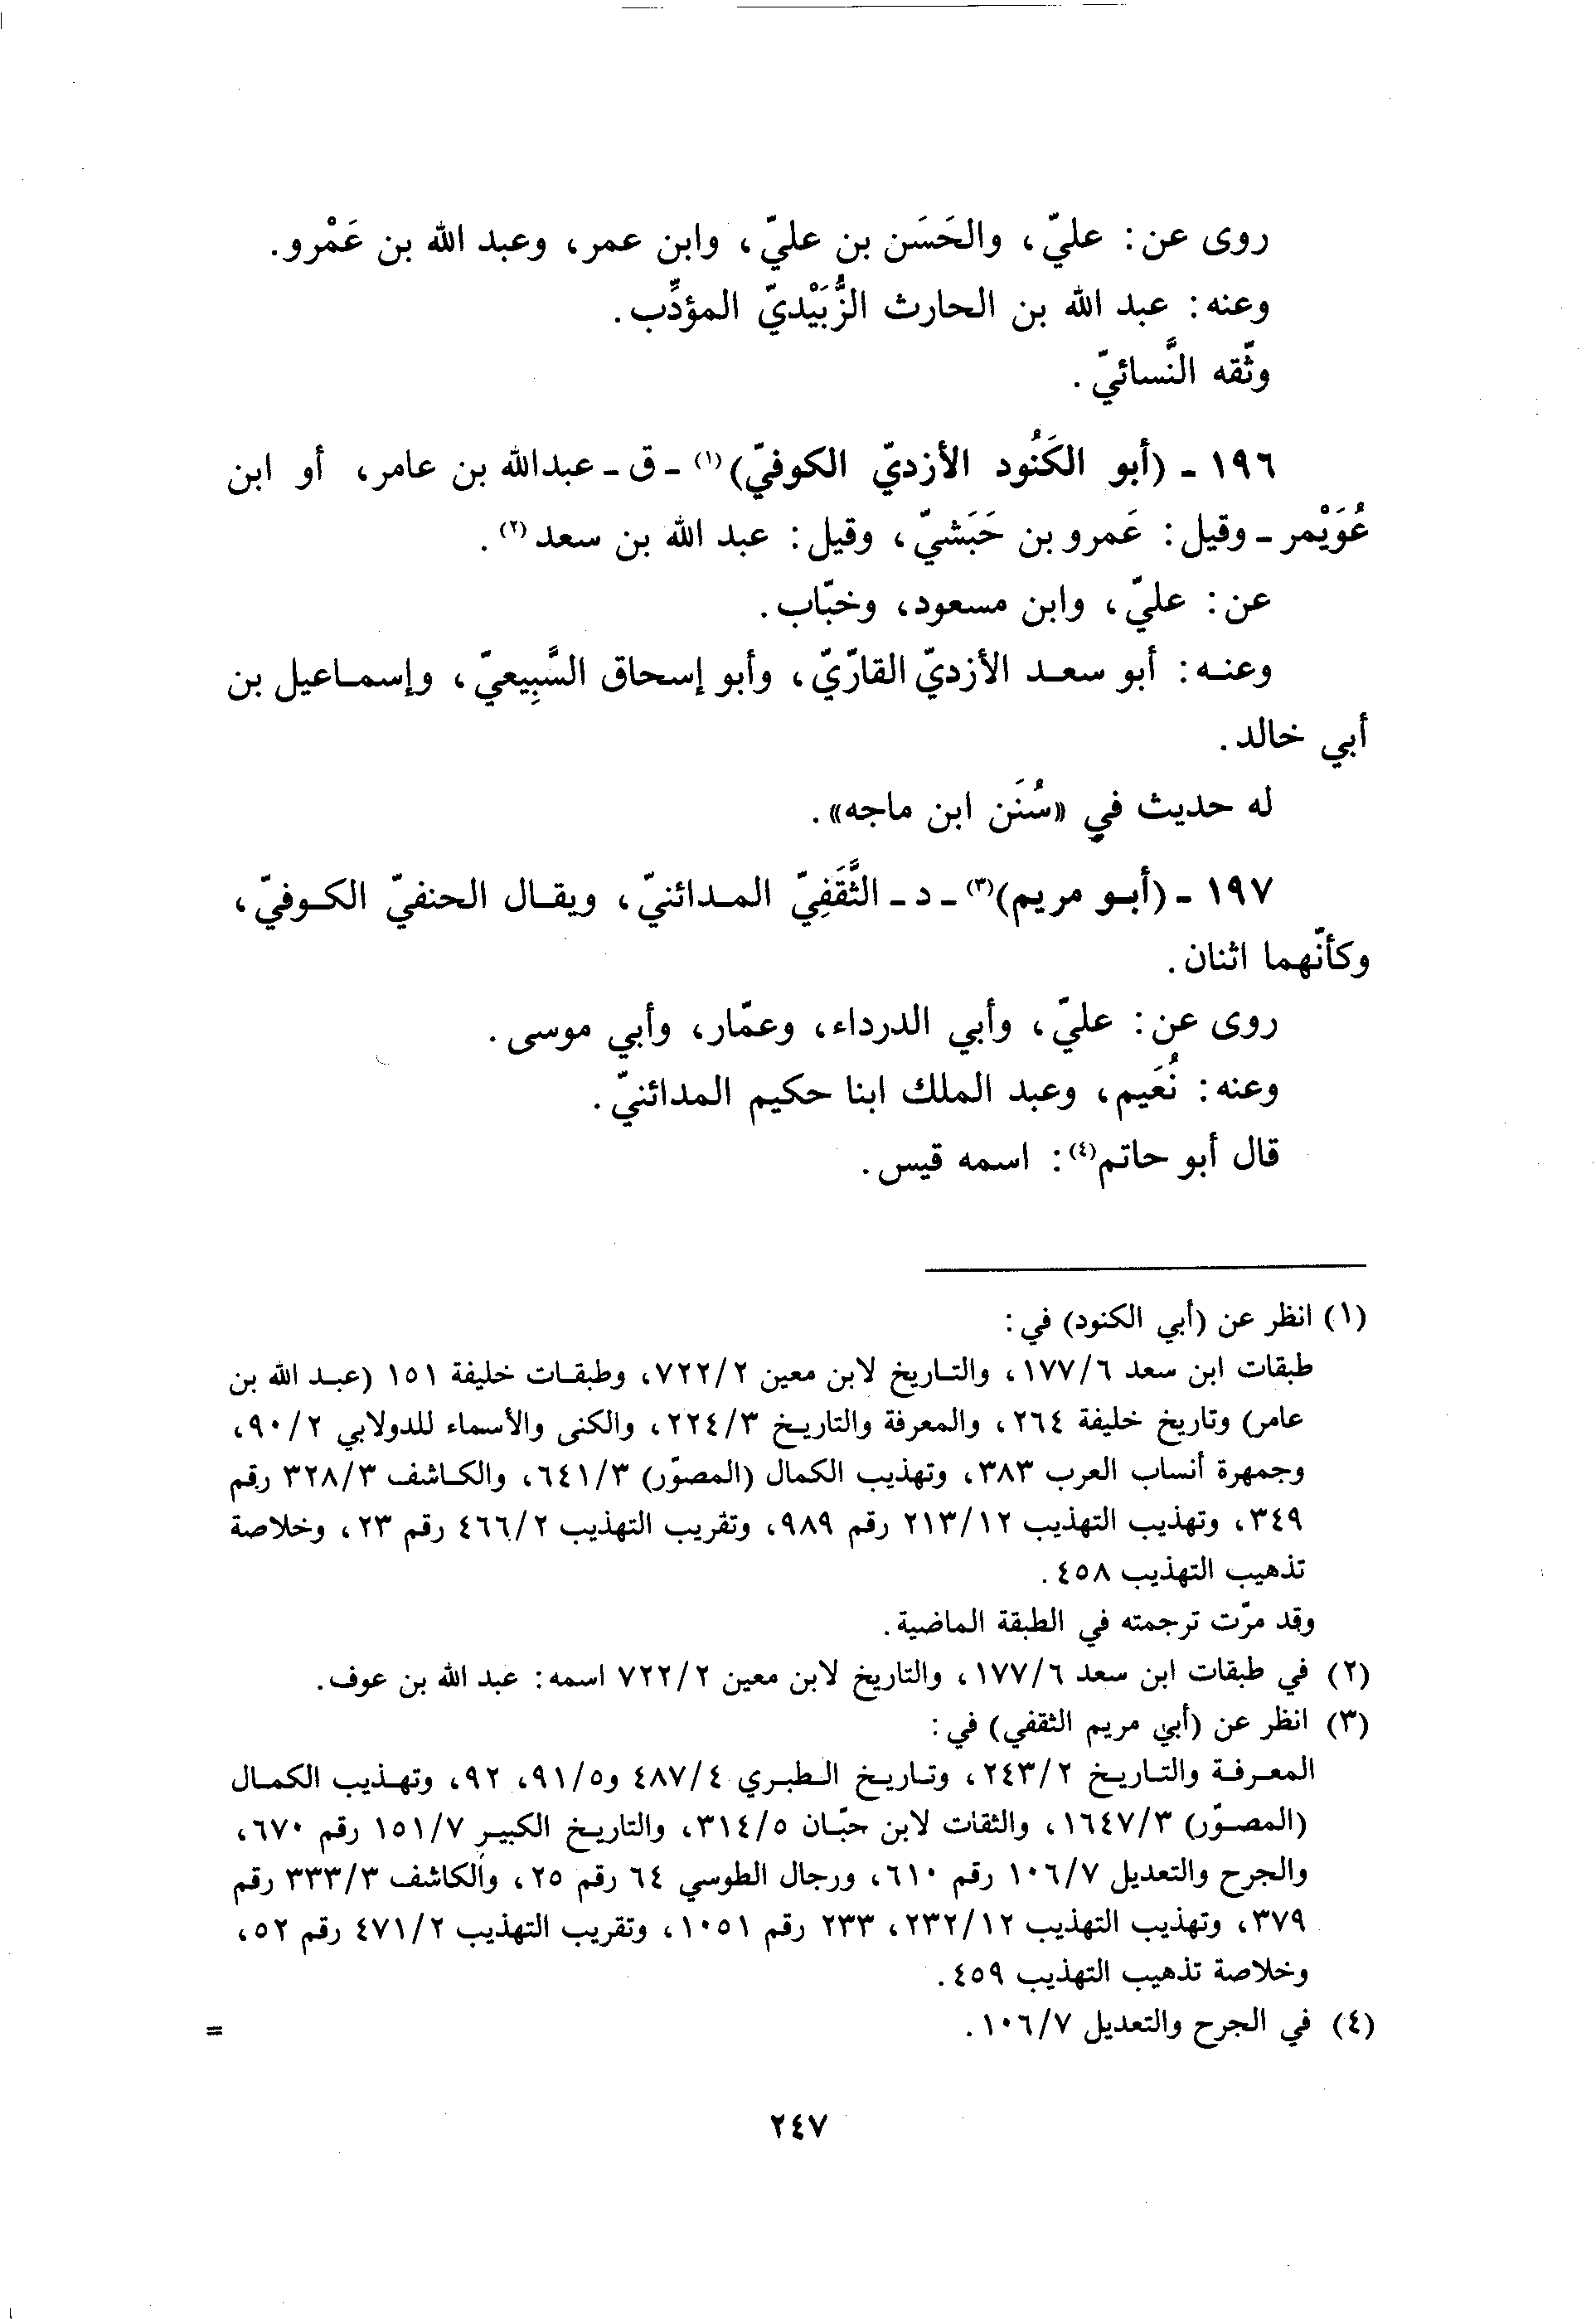 روى عن : عليّ ، والحَسَن بن عليّ ، وابن عمر ، وعبد الله بن عَمْرو.
وعنه : عبد الله بن الحارث الزُّبَيْديّ المؤدِّب .
وثّقه النَّسائيّ .
١٩٦ ـ (أبو الكَنُود الأزديّ الكوفيّ)(١) ـ ق ـ عبدالله بن عامر، أو ابن
عُوَيْمر ـ وقيل : عَمرو بن حَبَشيّ ، وقيل : عبد الله بن سعد(٢) .
عن : عليّ ، وابن مسعود، وخبّاب .
وعنه : أبو سعد الأزديّ القارّيّ ، وأبو إسحاق السَّبِيعيّ ، وإسماعيل بن
أبي خالد .
له حديث في «سُنَن ابن ماجه» .
١٩٧ ـ (أبو مريم)(٣) ـ د ـ الثَّقَفِيّ المدائنيّ ، ويقال الحنفيّ الكوفيّ ،
وكأنّهما اثنان .
روى عن : عليّ ، وأبي الدرداء، وعمّار، وأبي موسى .
وعنه : نُعَيم، وعبد الملك ابنا حكيم المدائنيّ .
قال أبو حاتم(٤) : اسمه قيس .
(١) انظر عن (أبي الكنود) في :
طبقات ابن سعد ١٧٧/٦ ، والتاريخ لابن معين ٧٢٢/٢، وطبقات خليفة ١٥١ (عبد الله بن
عامر) وتاريخ خليفة ٢٦٤ ، والمعرفة والتاريخ ٢٢٤/٣ ، والكنى والأسماء للدولابي ٩٠/٢،
وجمهرة أنساب العرب ٣٨٣، وتهذيب الكمال (المصوّر) ٦٤١/٣، والكاشف ٣٢٨/٣ رقم
٣٤٩، وتهذيب التهذيب ٢١٣/١٢ رقم ٩٨٩، وتقريب التهذيب ٤٦٦/٢ رقم ٢٣ ، وخلاصة
تذهيب التهذيب ٤٥٨ .
وقد مرّت ترجمته في الطبقة الماضية .
(٢) في طبقات ابن سعد ١٧٧/٦ ، والتاريخ لابن معين ٧٢٢/٢ اسمه : عبد الله بن عوف .
(٣) انظر عن (أبي مريم الثقفي) في :
المعرفة والتاريخ ٢٤٣/٢ ، وتاريخ الطبري ٤٨٧/٤ و٩١/٥، ٩٢، وتهذيب الكمال
(المصوّر) ١٦٤٧/٣ ، والثقات لابن حبّان ٣١٤/٥، والتاريخ الكبير ١٥١/٧ رقم ٦٧٠،
والجرح والتعديل ١٠٦/٧ رقم ٦١٠، ورجال الطوسي ٦٤ رقم ٢٥ ، والكاشف ٣٣٣/٣ رقم
٣٧٩، وتهذيب التهذيب ٢٣٢/١٢، ٢٣٣ رقم ١٠٥١ ، وتقريب التهذيب ٤٧١/٢ رقم ٥٢،
وخلاصة تذهيب التهذيب ٤٥٩ .
(٤) في الجرح والتعديل ١٠٦/٧ .
=
٢٤٧